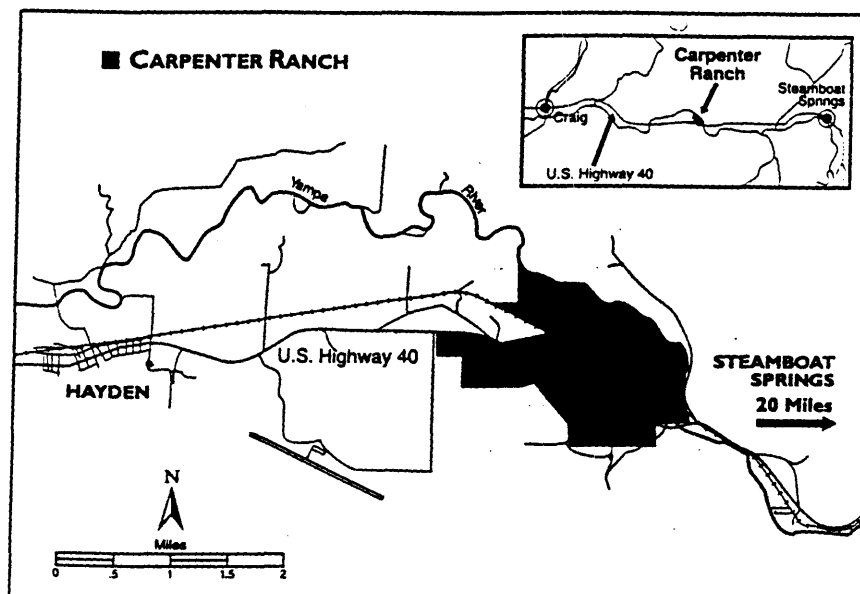 CARPENTER RANCH
Carpenter
Ranch
Steamboat
Springs
Craig
U.S. Highway 40
Yampa
River
U.S. Highway 40
HAYDEN
STEAMBOAT
SPRINGS
20 Miles
N
Miles
0 .5 1 1.5 2